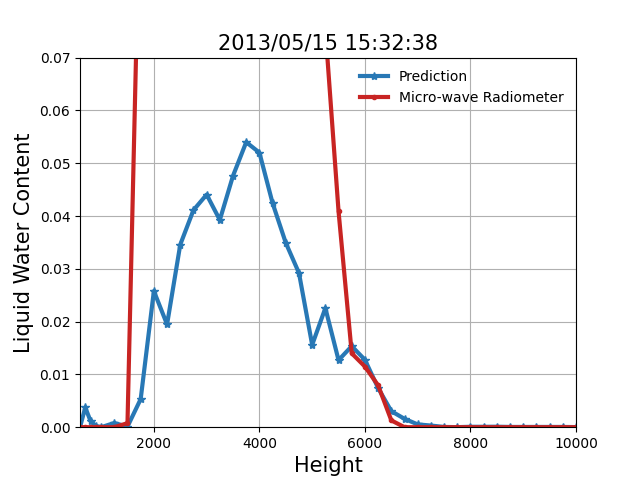 2013/05/15 15:32:38
0.07
0.06
0.05
0.04
0.03
0.02
0.01
0.00
Liquid Water Content
Prediction
Micro-wave Radiometer
2000 4000 6000 8000 10000
Height